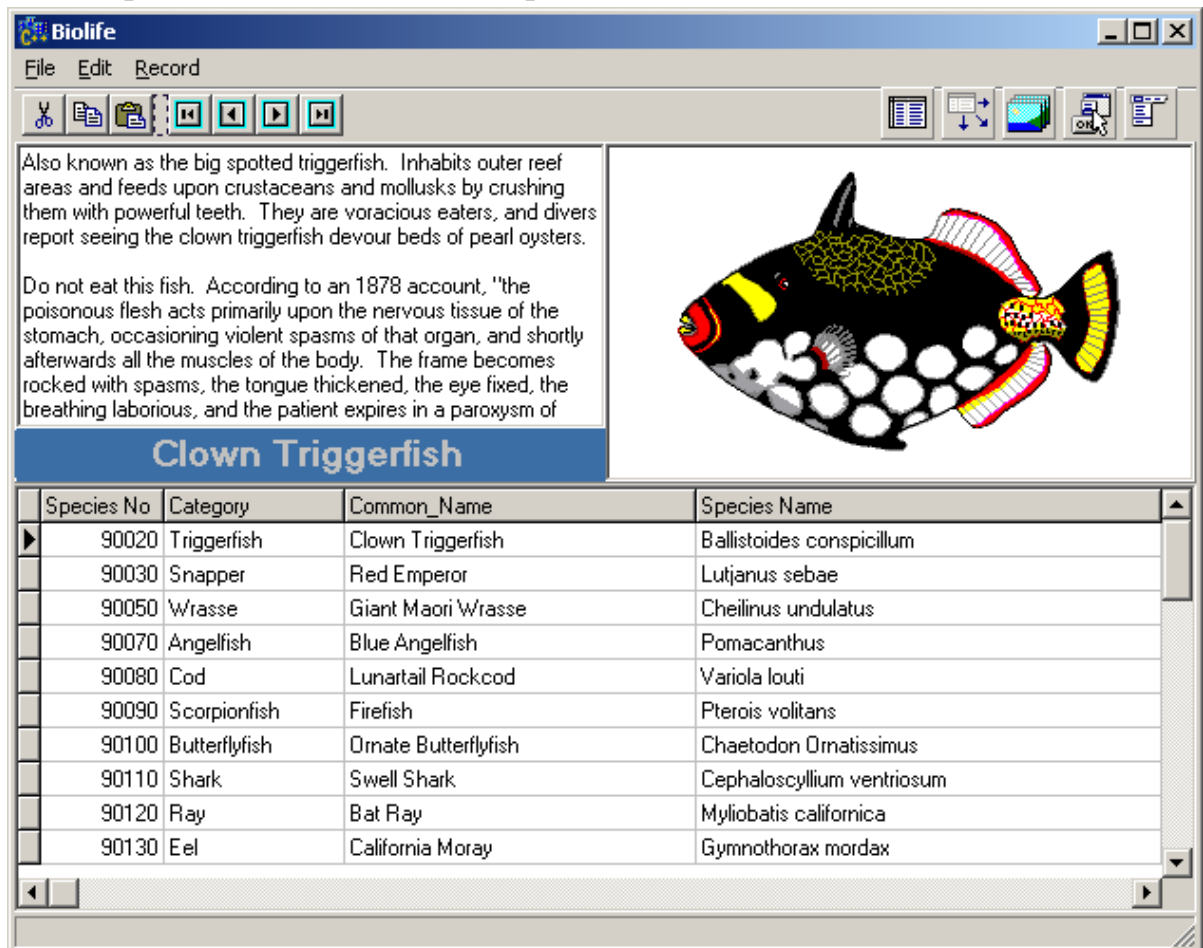 Biolife
File Edit Record
Also known as the big spotted triggerfish. Inhabits outer reef
areas and feeds upon crustaceans and mollusks by crushing
them with powerful teeth. They are voracious eaters, and divers
report seeing the clown triggerfish devour beds of pearl oysters.
Do not eat this fish. According to an 1878 account, "the
poisonous flesh acts primarily upon the nervous tissue of the
stomach, occasioning violent spasms of that organ, and shortly
afterwards all the muscles of the body. The frame becomes
rocked with spasms, the tongue thickened, the eye fixed, the
breathing laborious, and the patient expires in a paroxysm of
Clown Triggerfish
Species No Category Common_Name Species Name
90020 Triggerfish Clown Triggerfish Ballistoides conspicillum
90030 Snapper Red Emperor Lutjanus sebae
90050 Wrasse Giant Maori Wrasse Cheilinus undulatus
90070 Angelfish Blue Angelfish Pomacanthus
90080 Cod Lunartail Rockcod Variola louti
90090 Scorpionfish Firefish Pterois volitans
90100 Butterflyfish Ornate Butterflyfish Chaetodon Ornatissimus
90110 Shark Swell Shark Cephaloscyllium ventriosum
90120 Ray Bat Ray Myliobatis californica
90130 Eel California Moray Gymnothorax mordax